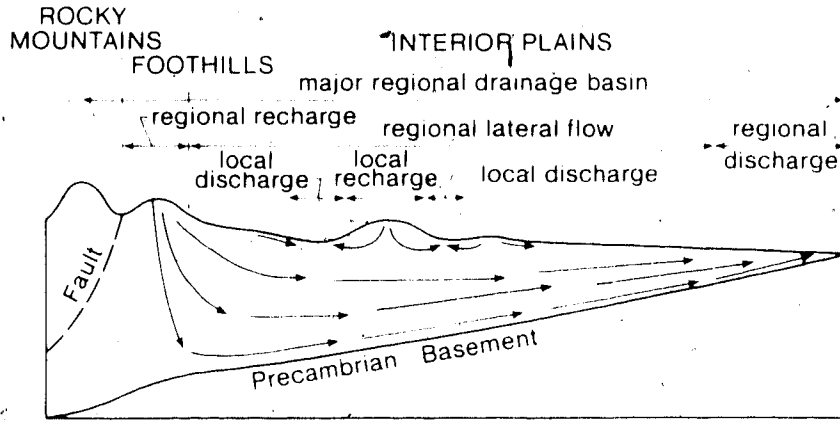 ROCKY
MOUNTAINS
FOOTHILLS
INTERIOR PLAINS
major regional drainage basin
regional recharge
regional lateral flow
regional
discharge
local
discharge
local
recharge
local discharge
Fault
Precambrian Basement